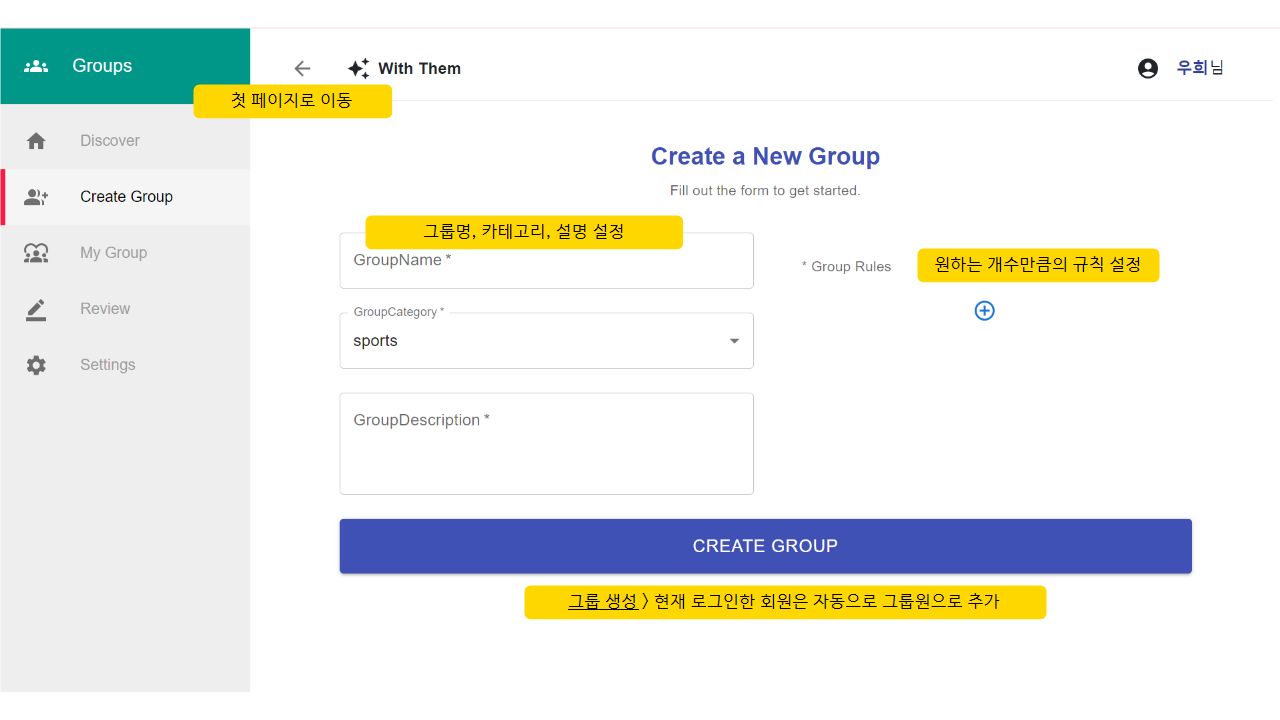 Groups
With Them
우희님
첫 페이지로 이동
Discover
Create Group
My Group
Review
Settings
Create a New Group
Fill out the form to get started.
그룹명, 카테고리, 설명 설정
GroupName *
* Group Rules
원하는 개수만큼의 규칙 설정
GroupCategory *
sports
GroupDescription *
CREATE GROUP
그룹 생성 > 현재 로그인한 회원은 자동으로 그룹원으로 추가